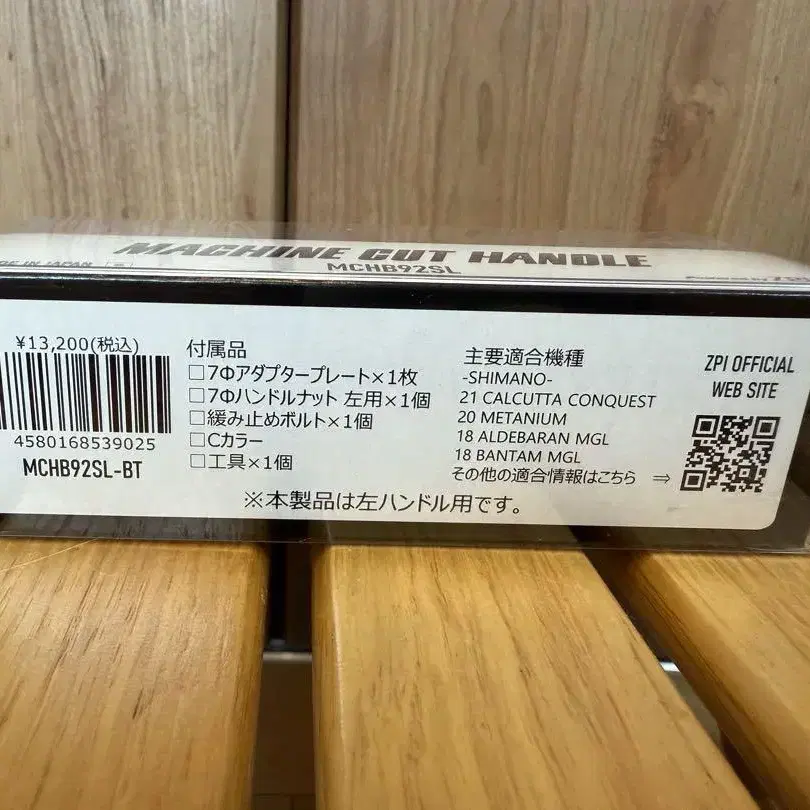 MACHINE CUT HANDLE
DE IN JAPAN
MCHB92SL
Powered by
¥13,200(税込)
4580168539025
MCHB92SL-BT
付属品
□7Φアダプタープレート×1枚
□7Φハンドルナット 左用×1個
□緩み止めボルト×1個
□Cカラー
□工具×1個
主要適合機種
-SHIMANO-
21 CALCUTTA CONQUEST
20 METANIUM
18 ALDEBARAN MGL
18 BANTAM MGL
その他の適合情報はこちら ⇒
ZPI OFFICIAL
WEB SITE
※本製品は左ハンドル用です。